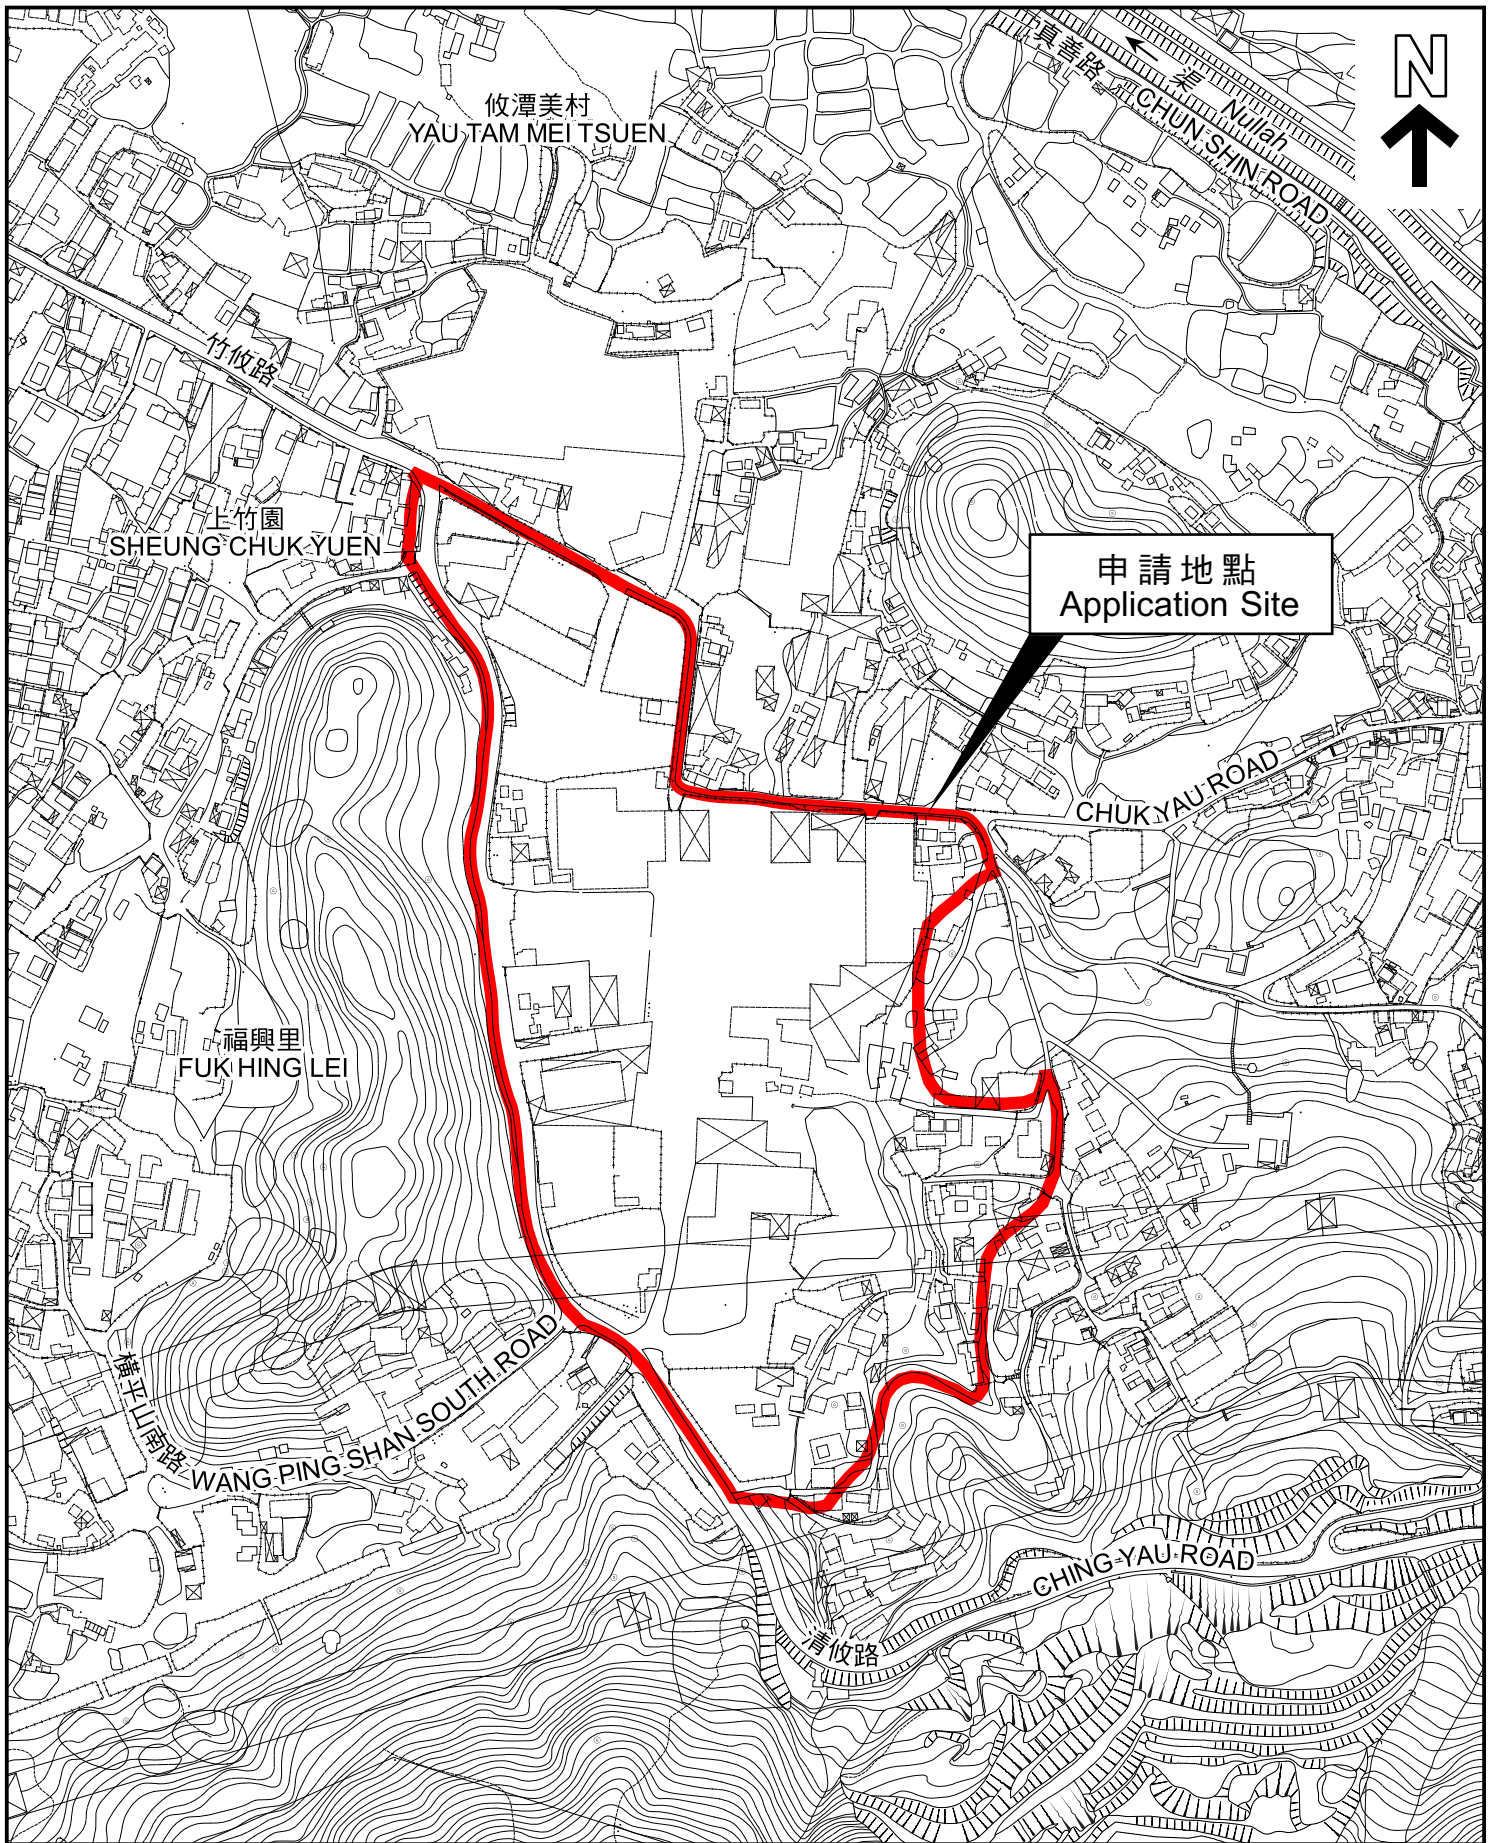 真善路
渠 Nullah
CHUN SHIN ROAD
N
攸潭美村
YAU TAM MEI TSUEN
竹攸路
上竹園
SHEUNG CHUK YUEN
申請地點
Application Site
CHUK YAU ROAD
福興里
FUK HING LEI
橫平山南路
WANG PING SHAN SOUTH ROAD
CHING YAU ROAD
清攸路